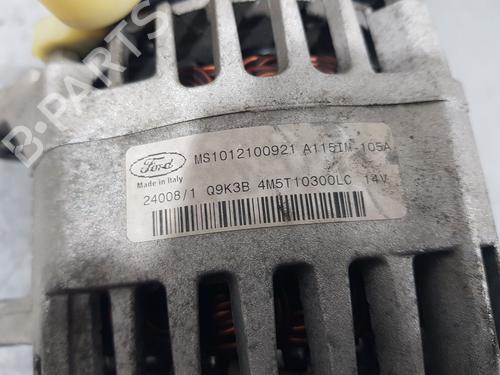 B-PARTS
Ford
MS1012100921 A115IM-105A
Made in Italy
24008/1 Q9K3B 4M5T10300LC 14V